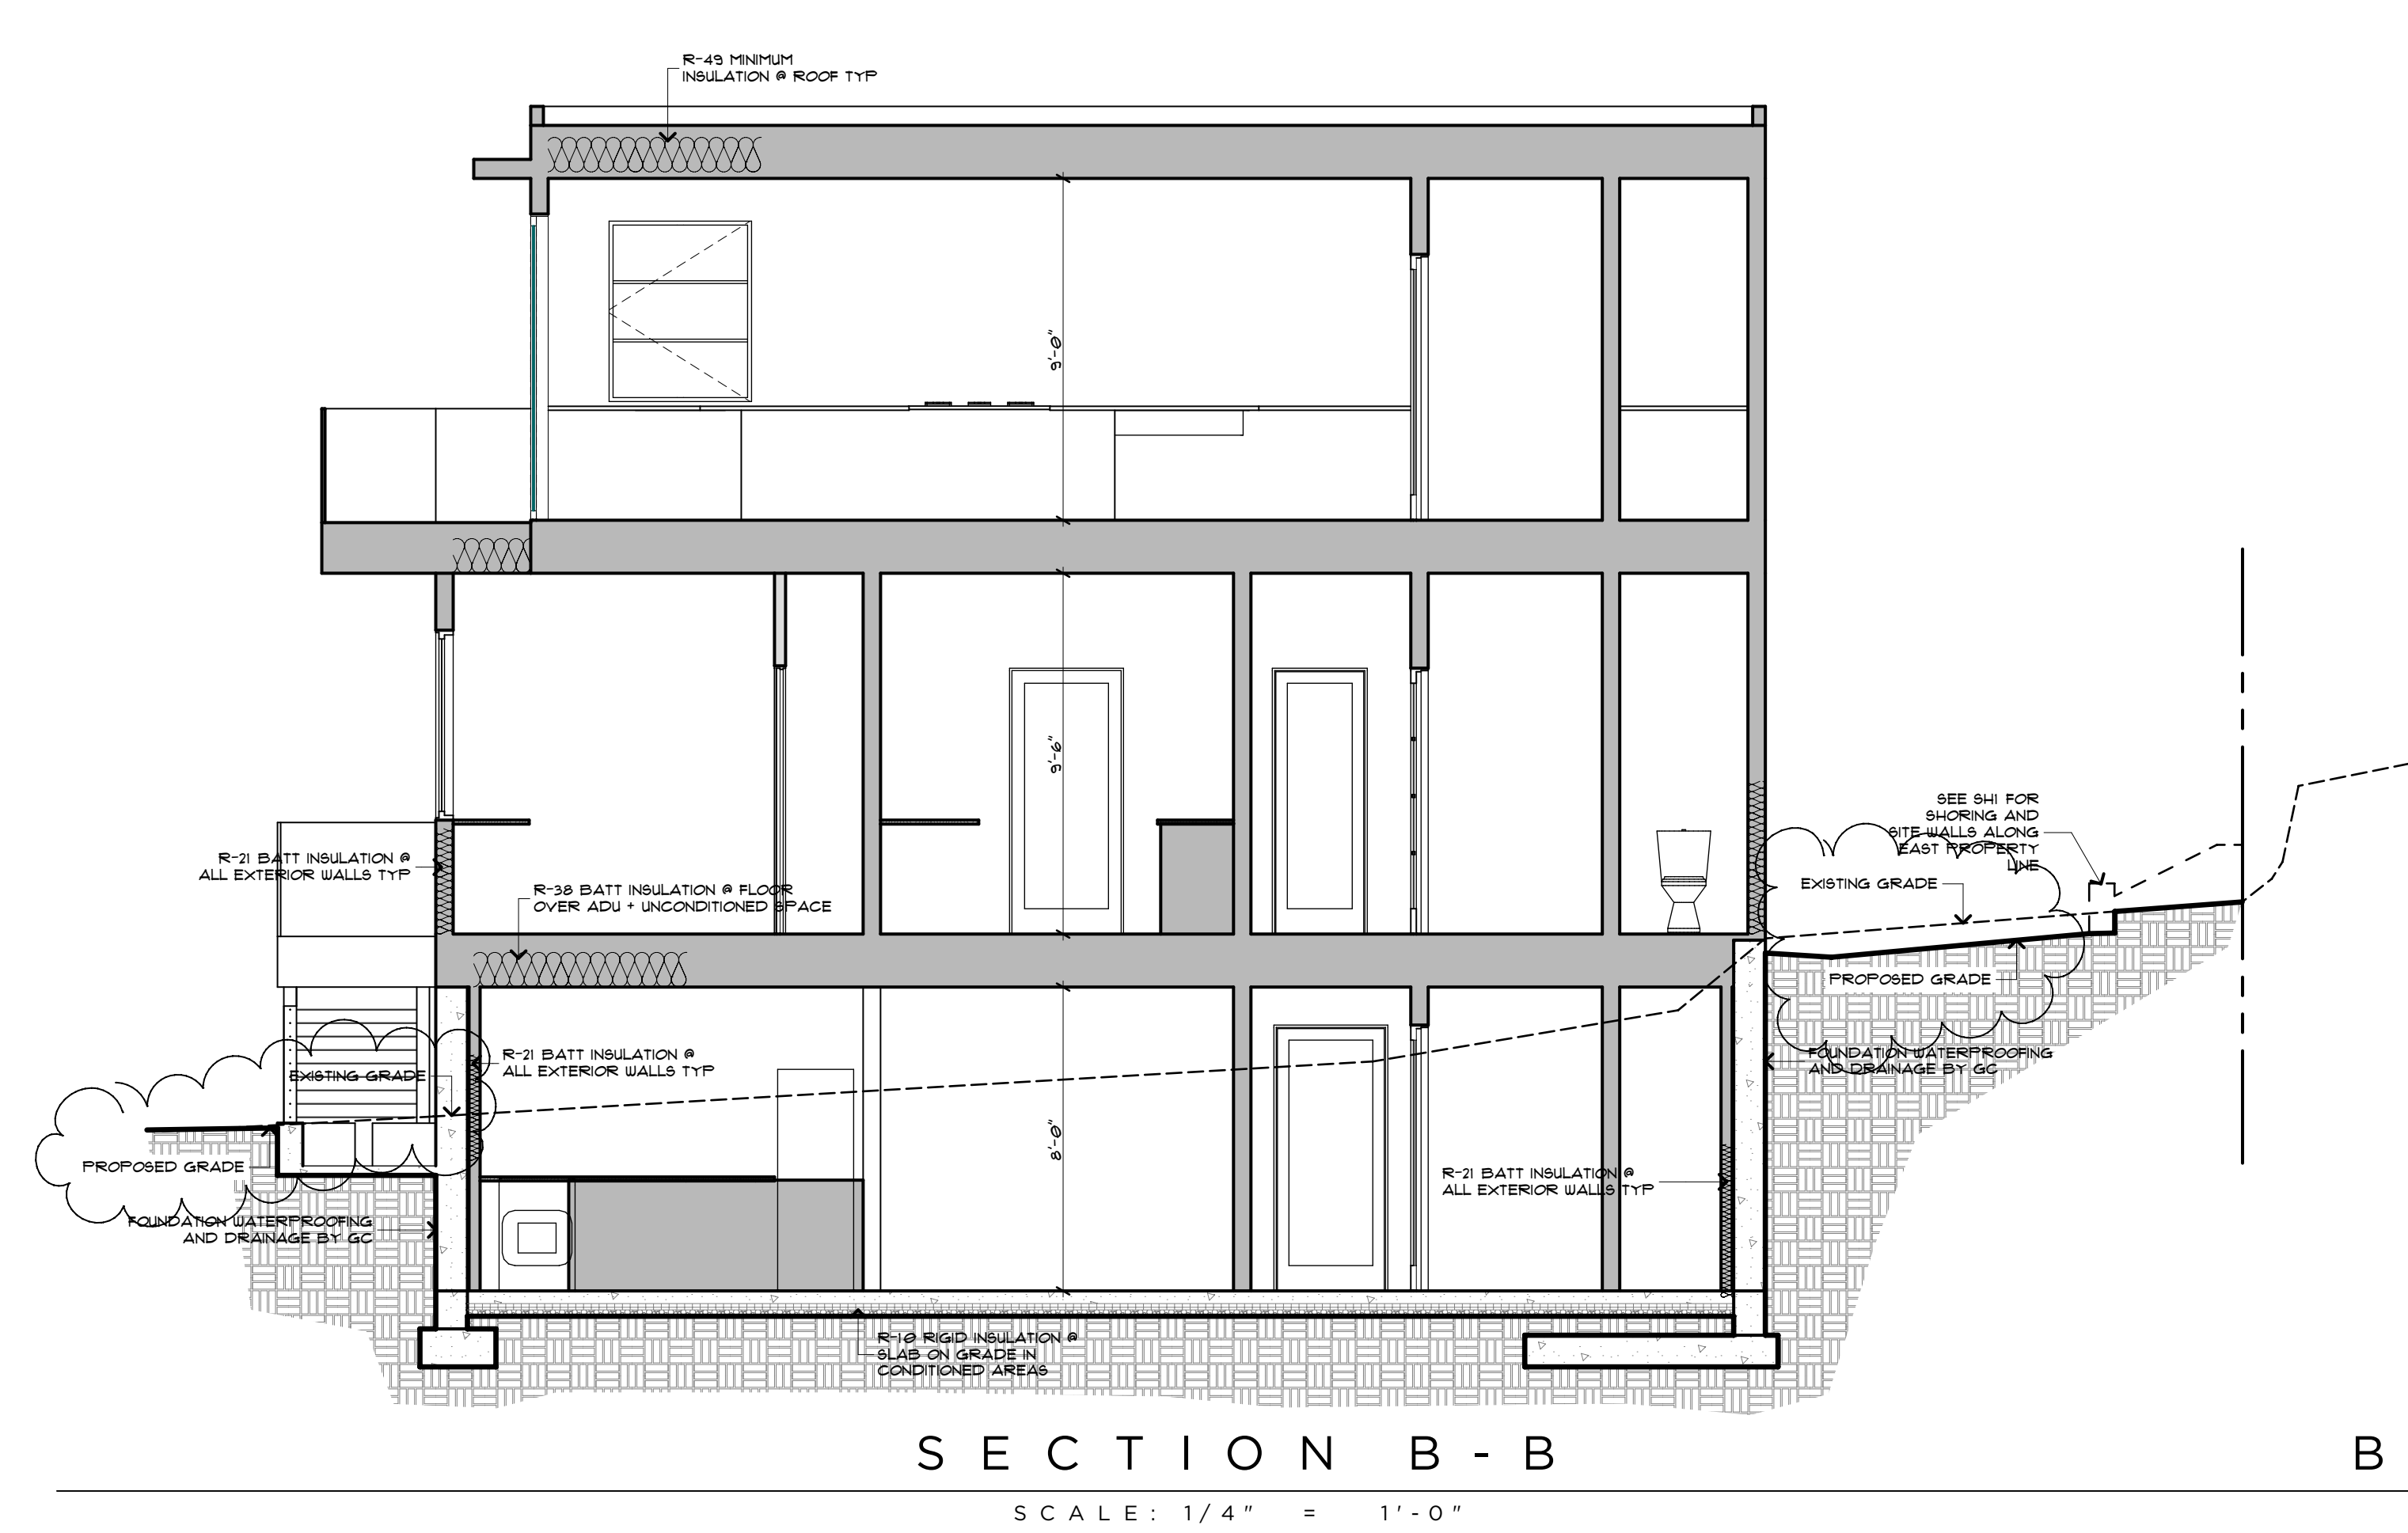 R-49 MINIMUM
INSULATION @ ROOF TYP
9'-0"
9'-6"
SEE SH1 FOR
SHORING AND
SITE WALLS ALONG
EAST PROPERTY
LINE
R-21 BATT INSULATION @
ALL EXTERIOR WALLS TYP
R-38 BATT INSULATION @ FLOOR
OVER ADU + UNCONDITIONED SPACE
EXISTING GRADE
PROPOSED GRADE
R-21 BATT INSULATION @
ALL EXTERIOR WALLS TYP
FOUNDATION WATERPROOFING
AND DRAINAGE BY GC
EXISTING GRADE
8'-0"
PROPOSED GRADE
R-21 BATT INSULATION @
ALL EXTERIOR WALLS TYP
FOUNDATION WATERPROOFING
AND DRAINAGE BY GC
R-10 RIGID INSULATION @
SLAB ON GRADE IN
CONDITIONED AREAS
SECTION B-B
B
SCALE: 1/4" = 1'-0"